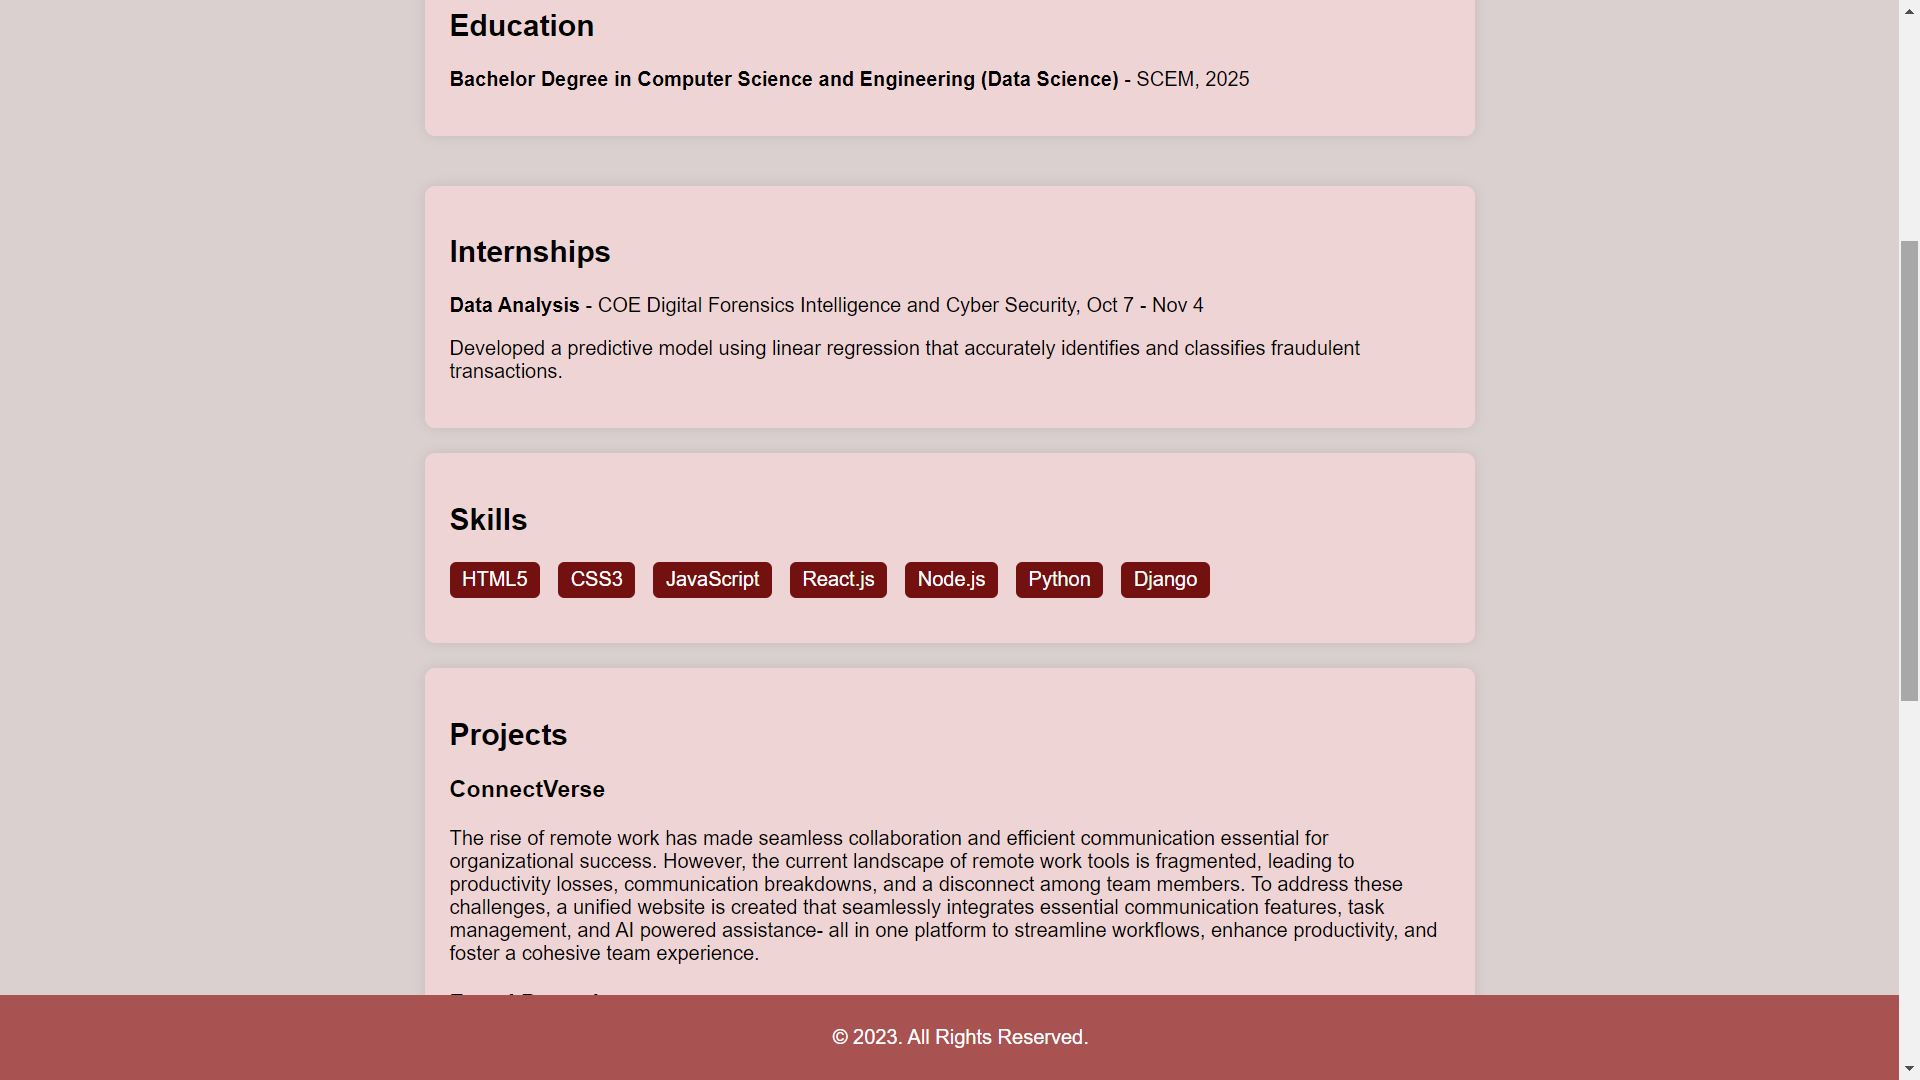 Education
Bachelor Degree in Computer Science and Engineering (Data Science) - SCEM, 2025
Internships
Data Analysis - COE Digital Forensics Intelligence and Cyber Security, Oct 7 - Nov 4
Developed a predictive model using linear regression that accurately identifies and classifies fraudulent
transactions.
Skills
HTML5 CSS3 JavaScript React.js Node.js Python Django
Projects
ConnectVerse
The rise of remote work has made seamless collaboration and efficient communication essential for
organizational success. However, the current landscape of remote work tools is fragmented, leading to
productivity losses, communication breakdowns, and a disconnect among team members. To address these
challenges, a unified website is created that seamlessly integrates essential communication features, task
management, and AI powered assistance- all in one platform to streamline workflows, enhance productivity, and
foster a cohesive team experience.
© 2023. All Rights Reserved.